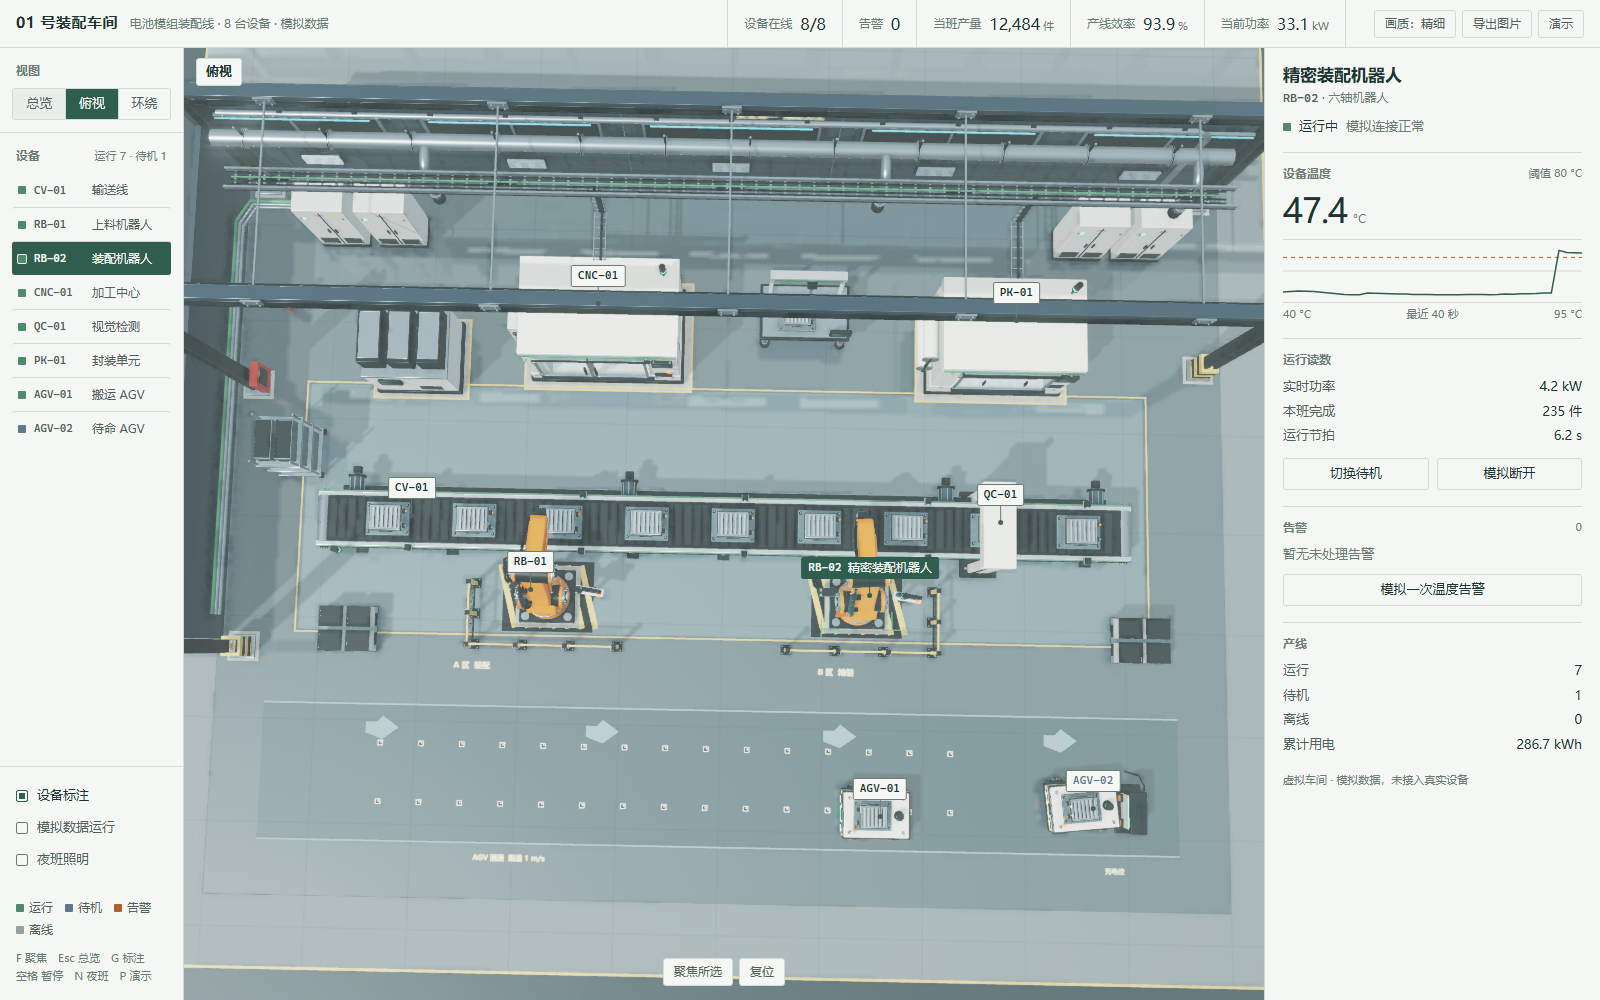 01 号装配车间
电池模组装配线 · 8 台设备 · 模拟数据
设备在线 8/8
告警 0
当班产量 12,484 件
产线效率 93.9 %
当前功率 33.1 kW
画质：精细
导出图片
演示
视图
总览
俯视
环绕
设备
运行 7 · 待机 1
CV-01 输送线
RB-01 上料机器人
RB-02 装配机器人
CNC-01 加工中心
QC-01 视觉检测
PK-01 封装单元
AGV-01 搬运 AGV
AGV-02 待命 AGV
设备标注
模拟数据运行
夜班照明
运行 待机 告警
离线
F 聚焦 Esc 总览 G 标注
空格 暂停 N 夜班 P 演示
俯视
CNC-01
PK-01
CV-01
QC-01
RB-01
RB-02 精密装配机器人
A 区 装配
AGV-01
AGV-02
聚焦所选
复位
精密装配机器人
RB-02 · 六轴机器人
运行中 模拟连接正常
设备温度
阈值 80 °C
47.4 °C
40 °C
最近 40 秒
95 °C
运行读数
实时功率 4.2 kW
本班完成 235 件
运行节拍 6.2 s
切换待机
模拟断开
告警 0
暂无未处理告警
模拟一次温度告警
产线
运行 7
待机 1
离线 0
累计用电 286.7 kWh
虚拟车间 · 模拟数据，未接入真实设备